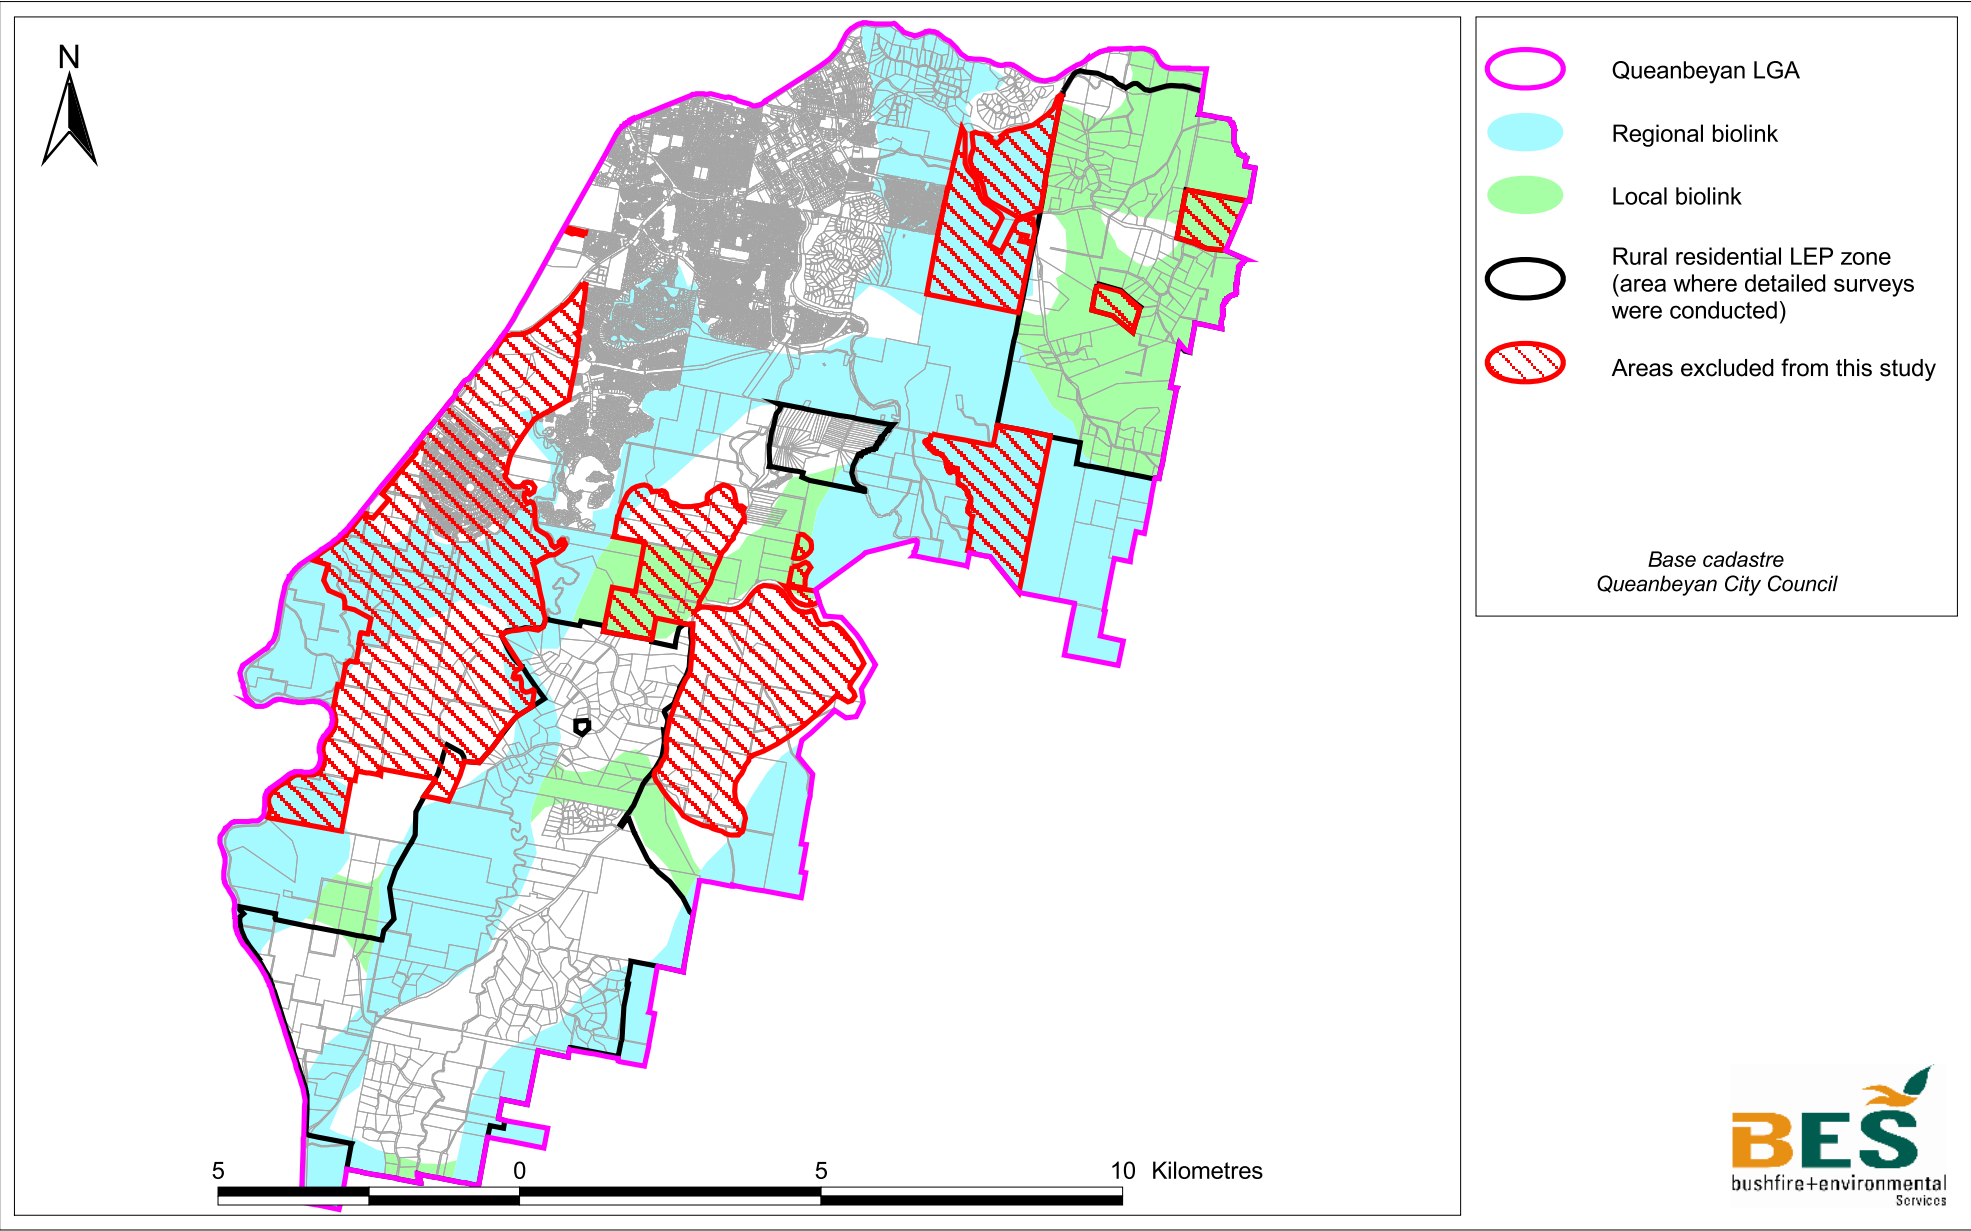 N
Queanbeyan LGA
Regional biolink
Local biolink
Rural residential LEP zone
(area where detailed surveys
were conducted)
Areas excluded from this study
Base cadastre
Queanbeyan City Council
5 0 5 10 Kilometres
BES
bushfire+environmental
Services